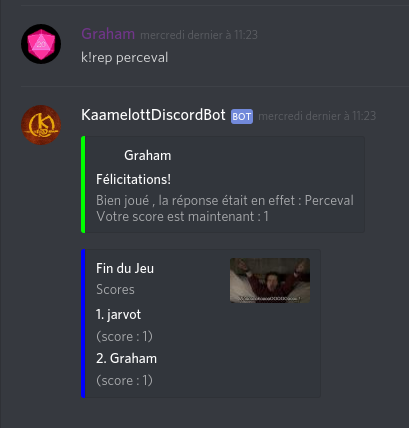 Graham mercredi dernier à 11:23
k!rep perceval
KaamelottDiscordBot BOT mercredi dernier à 11:23
Graham
Félicitations!
Bien joué , la réponse était en effet : Perceval
Votre score est maintenant : 1
Fin du Jeu
Scores
1. jarvot
(score : 1)
2. Graham
(score : 1)